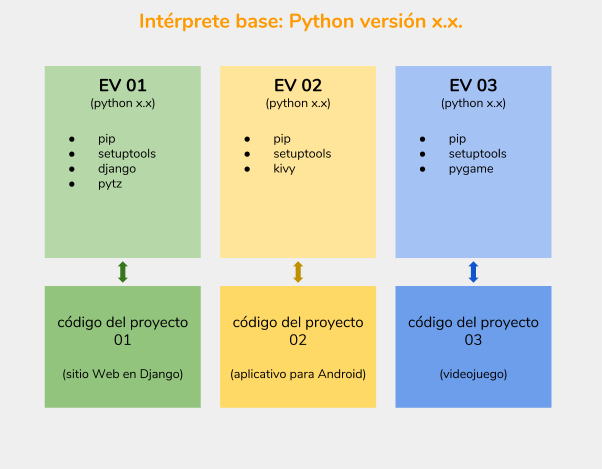 Intérprete base: Python versión x.x.
EV 01
(python x.x)
● pip
● setuptools
● django
● pytz
EV 02
(python x.x)
● pip
● setuptools
● kivy
EV 03
(python x.x)
● pip
● setuptools
● pygame
código del proyecto
01
(sitio Web en Django)
código del proyecto
02
(aplicativo para Android)
código del proyecto
03
(videojuego)